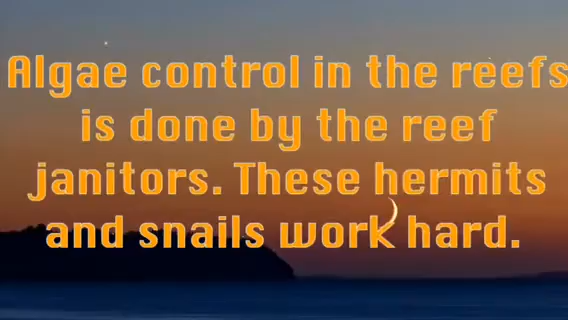 Algae control in the reefs
is done by the reef
janitors. These hermits
and snails work hard.